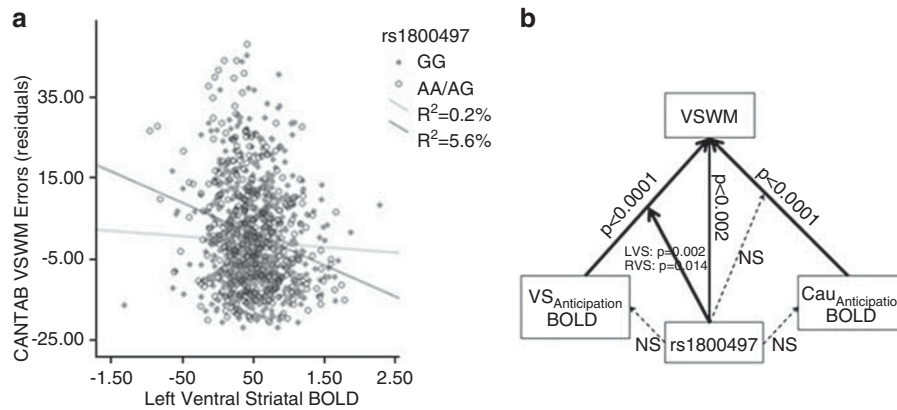 a
rs1800497
GG
AA/AG
R²=0.2%
R²=5.6%
CANTAB VSWM Errors (residuals)
35.00
15.00
-5.00
-25.00
-1.50
-50
50
1.50
2.50
Left Ventral Striatal BOLD
b
VSWM
p<0.0001
p<0.002
p<0.0001
LVS: p=0.002
RVS: p=0.014
NS
VS Anticipation
BOLD
Cau Anticipatio
BOLD
NS
rs1800497
NS